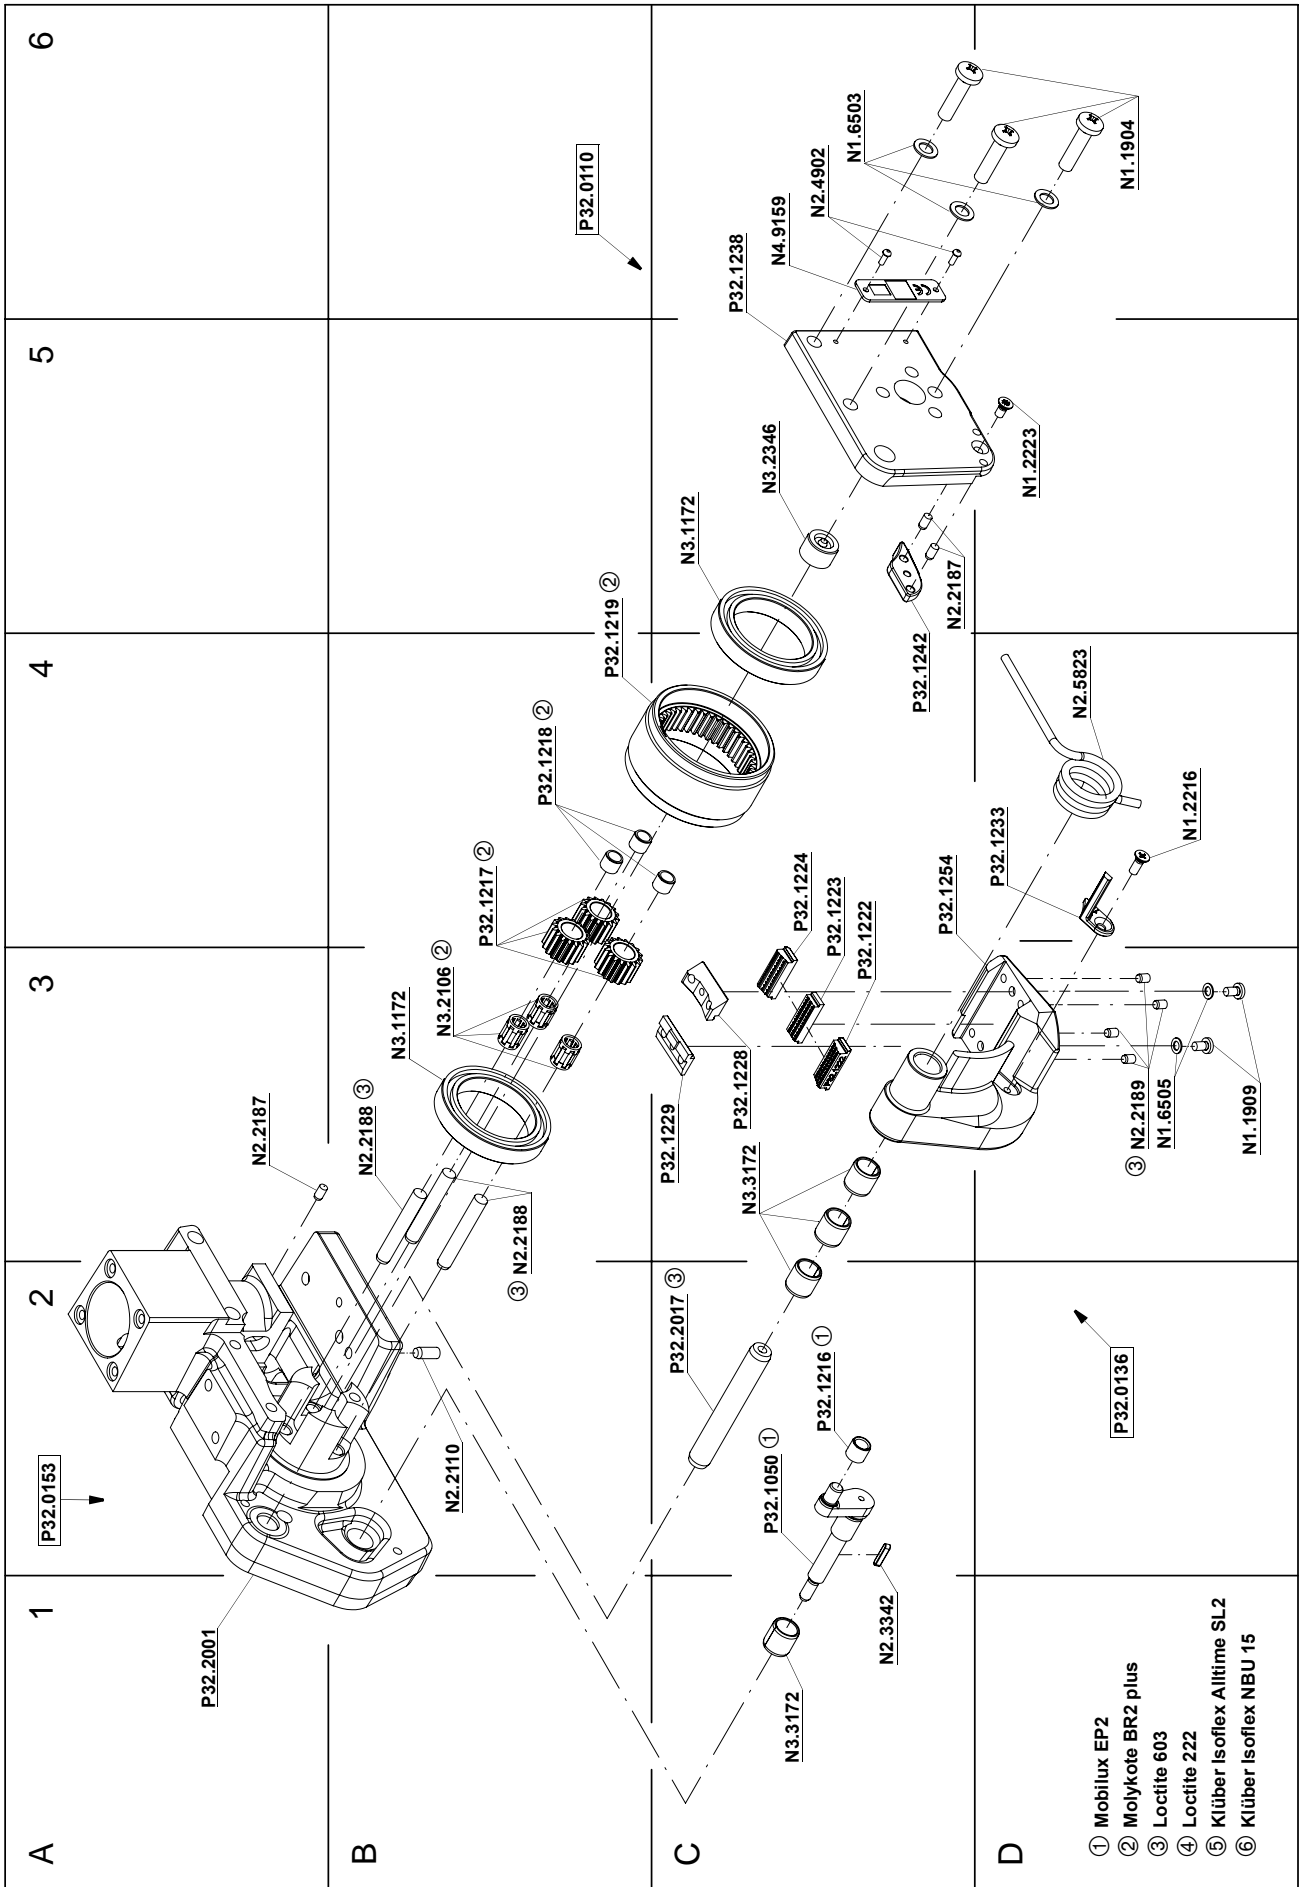 A
B
C
D
1
2
3
4
5
6
P32.0153
P32.2001
N2.2187
N2.2188 ③
③ N2.2188
N2.2110
N3.1172
N3.2106 ②
P32.1217 ②
P32.1218 ②
P32.1219 ②
N3.1172
N3.2346
P32.0110
P32.1238
N4.9159
N2.4902
N1.6503
N1.1904
N1.2223
N2.2187
P32.1242
N2.5823
N1.2216
P32.1233
P32.1254
P32.1224
P32.1223
P32.1222
P32.1228
P32.1229
③ N2.2189
N1.6505
N1.1909
N3.3172
P32.2017 ③
P32.1216 ①
P32.1050 ①
N2.3342
N3.3172
P32.0136
① Mobilux EP2
② Molykote BR2 plus
③ Loctite 603
④ Loctite 222
⑤ Klüber Isoflex Alltime SL2
⑥ Klüber Isoflex NBU 15